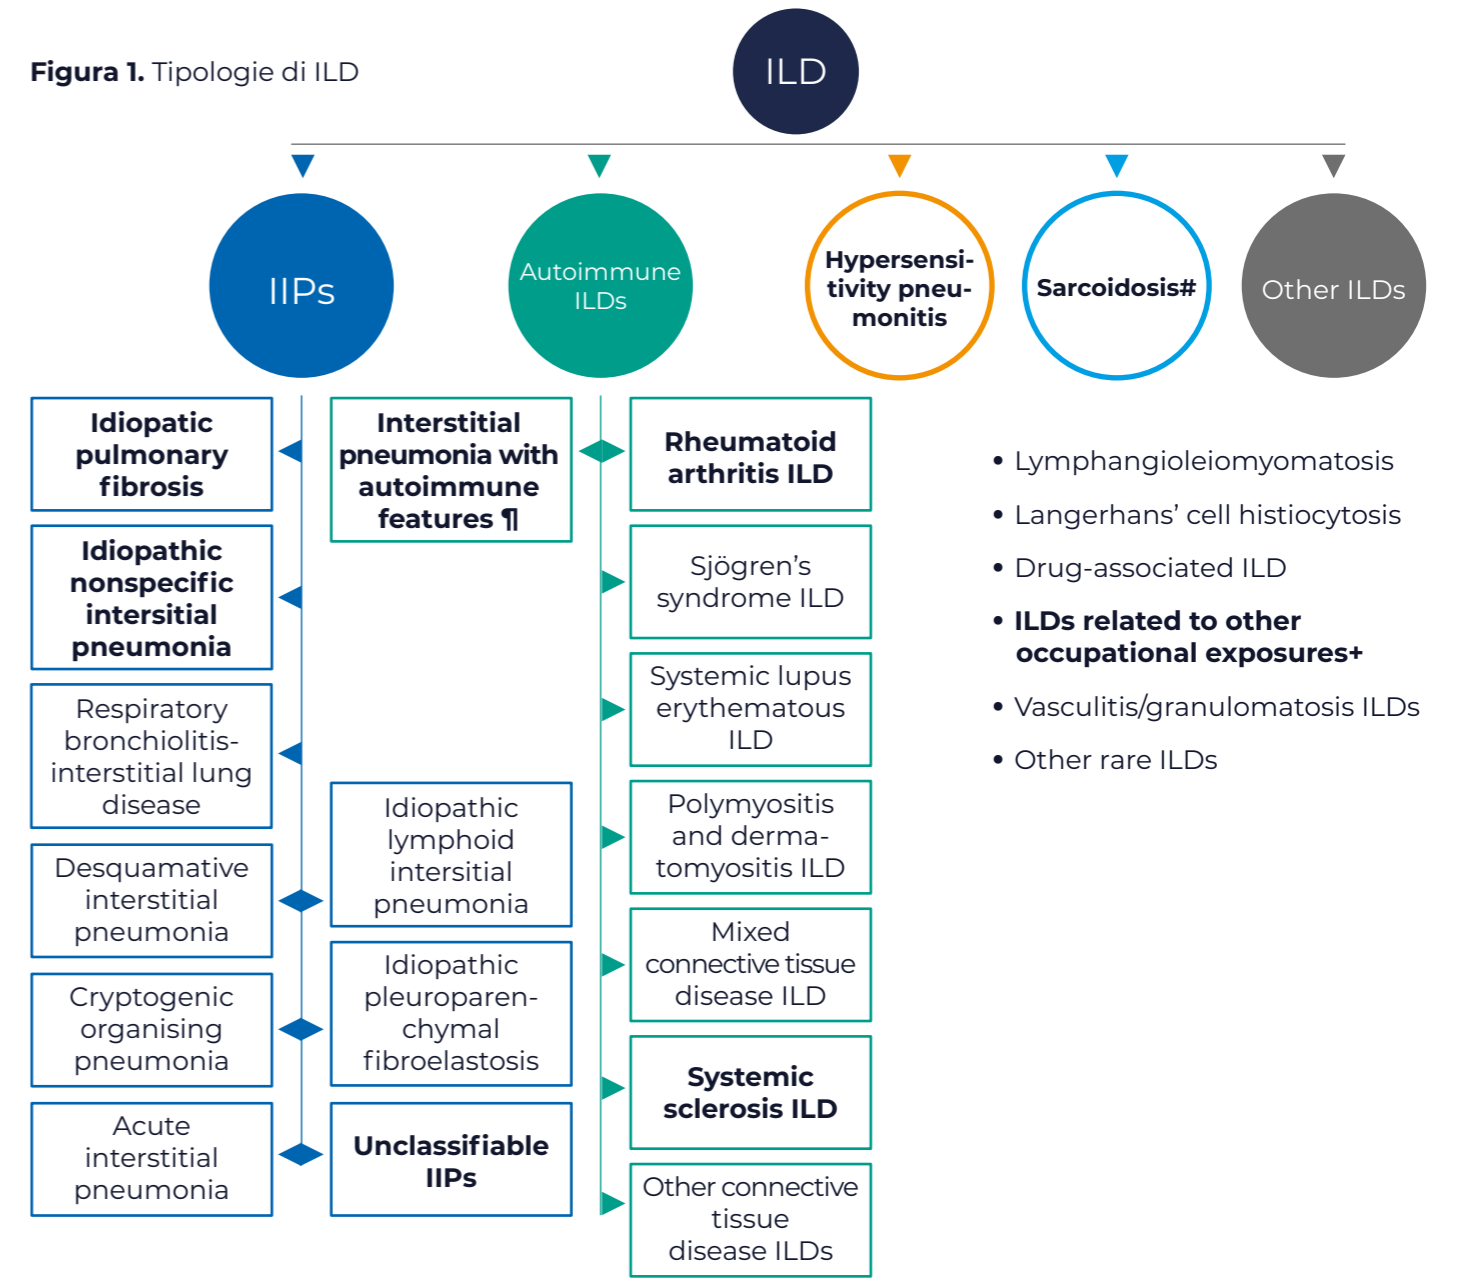 Figura 1. Tipologie di ILD
ILD
IIPs
Autoimmune
ILDs
Hypersensi-
tivity pneu-
monitis
Sarcoidosis#
Other ILDs
Idiopatic
pulmonary
fibrosis
Idiopathic
nonspecific
intersitial
pneumonia
Respiratory
bronchiolitis-
interstitial lung
disease
Desquamative
interstitial
pneumonia
Cryptogenic
organising
pneumonia
Acute
interstitial
pneumonia
Interstitial
pneumonia with
autoimmune
features ¶
Idiopathic
lymphoid
intersitial
pneumonia
Idiopathic
pleuroparen-
chymal
fibroelastosis
Unclassifiable
IIPs
Rheumatoid
arthritis ILD
Sjögren’s
syndrome ILD
Systemic lupus
erythematous
ILD
Polymyositis
and derma-
tomyositis ILD
Mixed
connective tissue
disease ILD
Systemic
sclerosis ILD
Other connective
tissue
disease ILDs
• Lymphangioleiomyomatosis
• Langerhans’ cell histiocytosis
• Drug-associated ILD
• ILDs related to other
occupational exposures+
• Vasculitis/granulomatosis ILDs
• Other rare ILDs